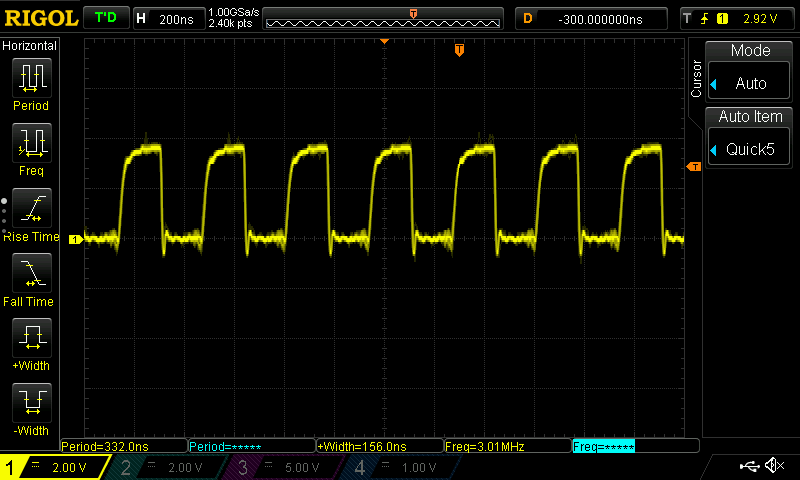 RIGOL T'D H 200ns 1.00GSa/s 2.40k pts T D -300.000000ns T 1 2.92 V
Horizontal
Period
Freq
Rise Time
Fall Time
+Width
-Width
T
T
1
Cursor
Mode
Auto
Auto Item
Quick5
Period=332.0ns Period=***** +Width=156.0ns Freq=3.01MHz Freq=*****
1 2.00 V 2 2.00 V 3 5.00 V 4 1.00 V